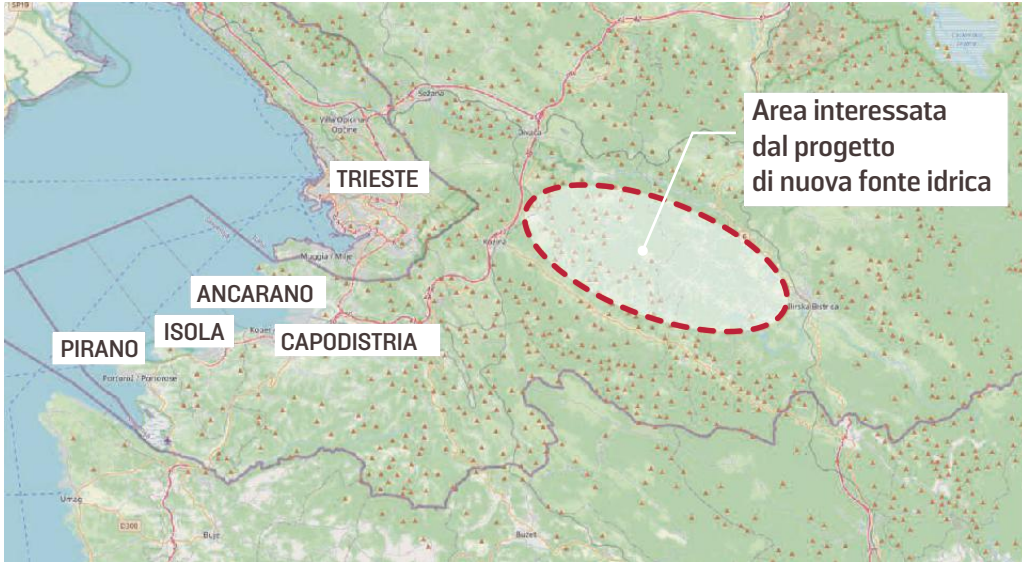 SP19
Sežana
Villa Opicina /
Opčine
Divača
Area interessata
dal progetto
di nuova fonte idrica
TRIESTE
Kozina
Muggia / Milje
ANCARANO
ISOLA
Koper
PIRANO
CAPODISTRIA
Ilirska Bistrica
Portorož / Portorose
Umag
D300
Buje
Buzet